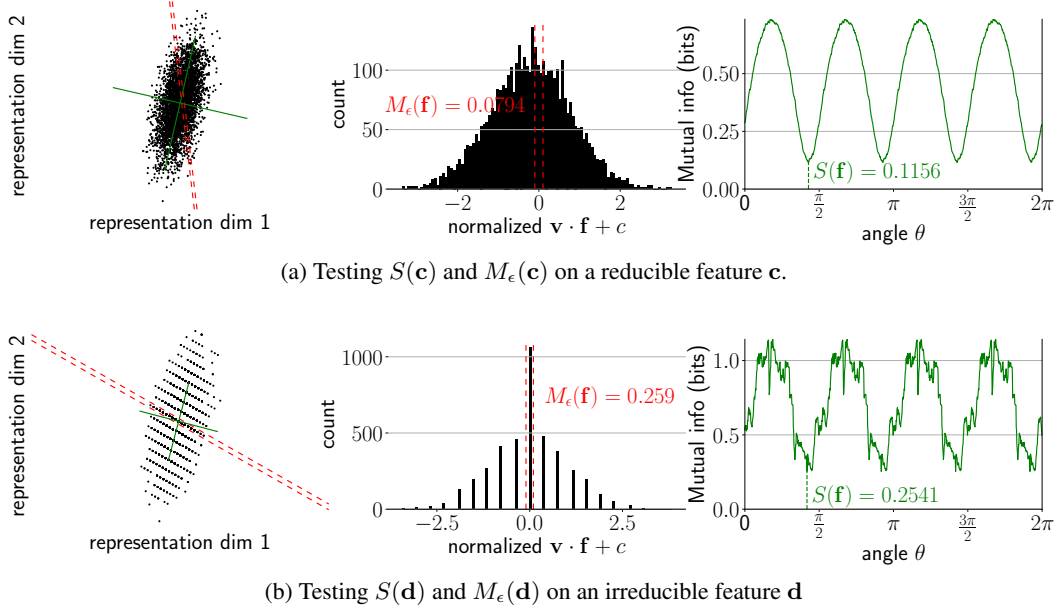 representation dim 2
representation dim 1
count
100
50
0
M_ϵ(f) = 0.0794
−2
0
2
normalized v · f + c
Mutual info (bits)
0.50
0.25
0.00
S(f) = 0.1156
0
π/2
π
3π/2
2π
angle θ
(a) Testing S(c) and M_ϵ(c) on a reducible feature c.
representation dim 2
representation dim 1
count
1000
500
0
M_ϵ(f) = 0.259
−2.5
0.0
2.5
normalized v · f + c
Mutual info (bits)
1.0
0.5
0.0
S(f) = 0.2541
0
π/2
π
3π/2
2π
angle θ
(b) Testing S(d) and M_ϵ(d) on an irreducible feature d